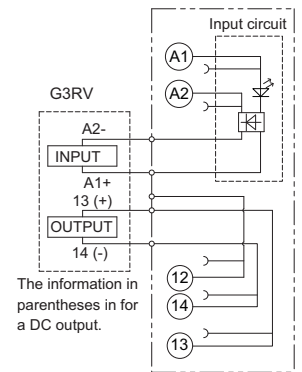 Input circuit
A1
A2
G3RV
A2-
INPUT
A1+
13 (+)
OUTPUT
14 (-)
12
14
13
The information in
parentheses in for
a DC output.